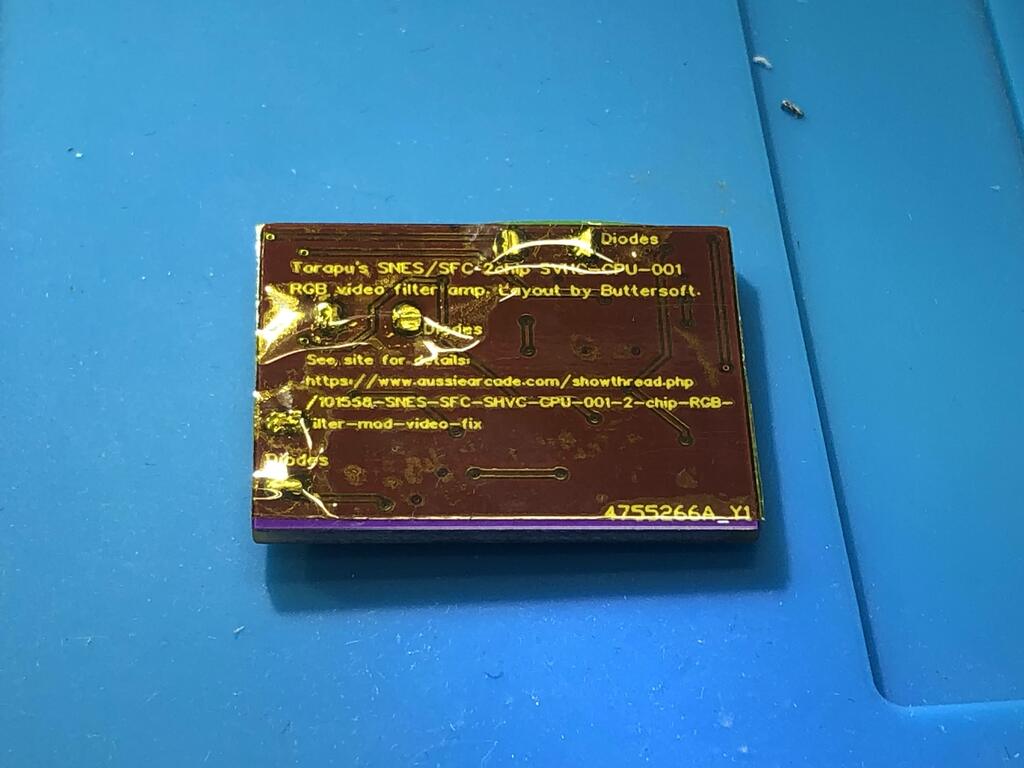 Diodes
Tarapu's SNES/SFC-2chip SVHC-CPU-001
RGB video filter amp. Layout by Buttersoft.
Diodes
See site for details:
https://www.aussiearcade.com/showthread.php
/101558-SNES-SFC-SHVC-CPU-001-2-chip-RGB-
ilter-mod-video-fix
Diodes
4755266A_Y1